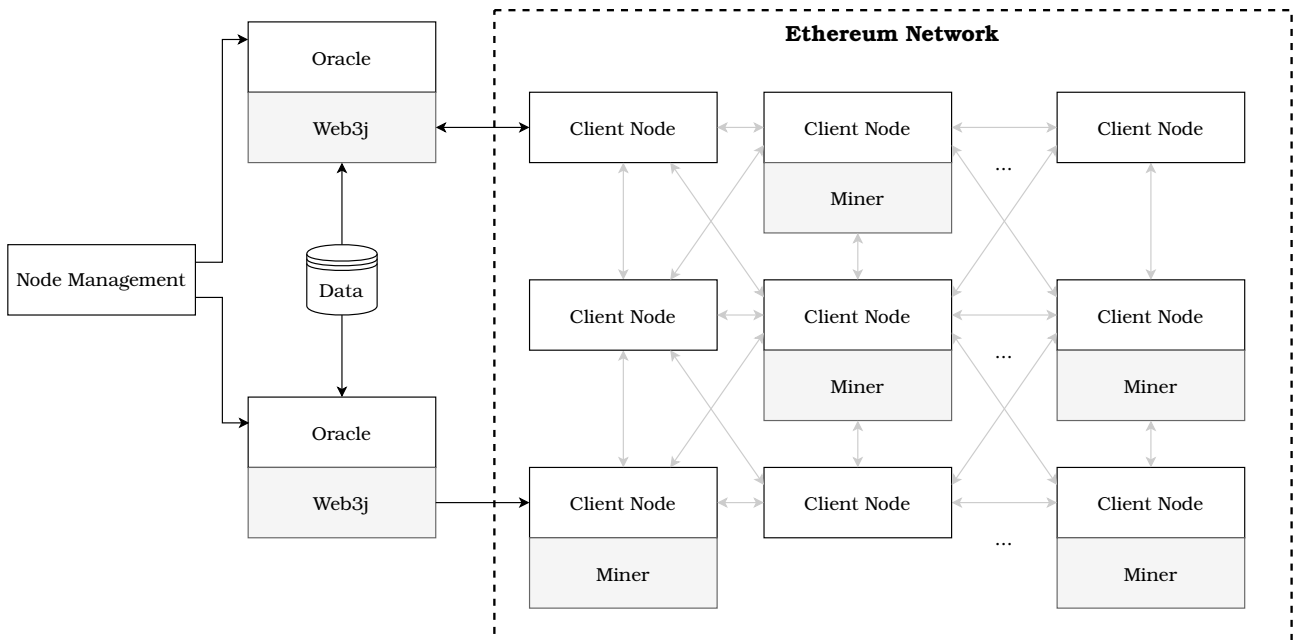 Ethereum Network
Oracle
Web3j
Client Node
Client Node
Miner
Client Node
...
Node Management
Data
Client Node
Client Node
Miner
Client Node
Miner
...
Oracle
Web3j
Client Node
Miner
Client Node
Client Node
Miner
...